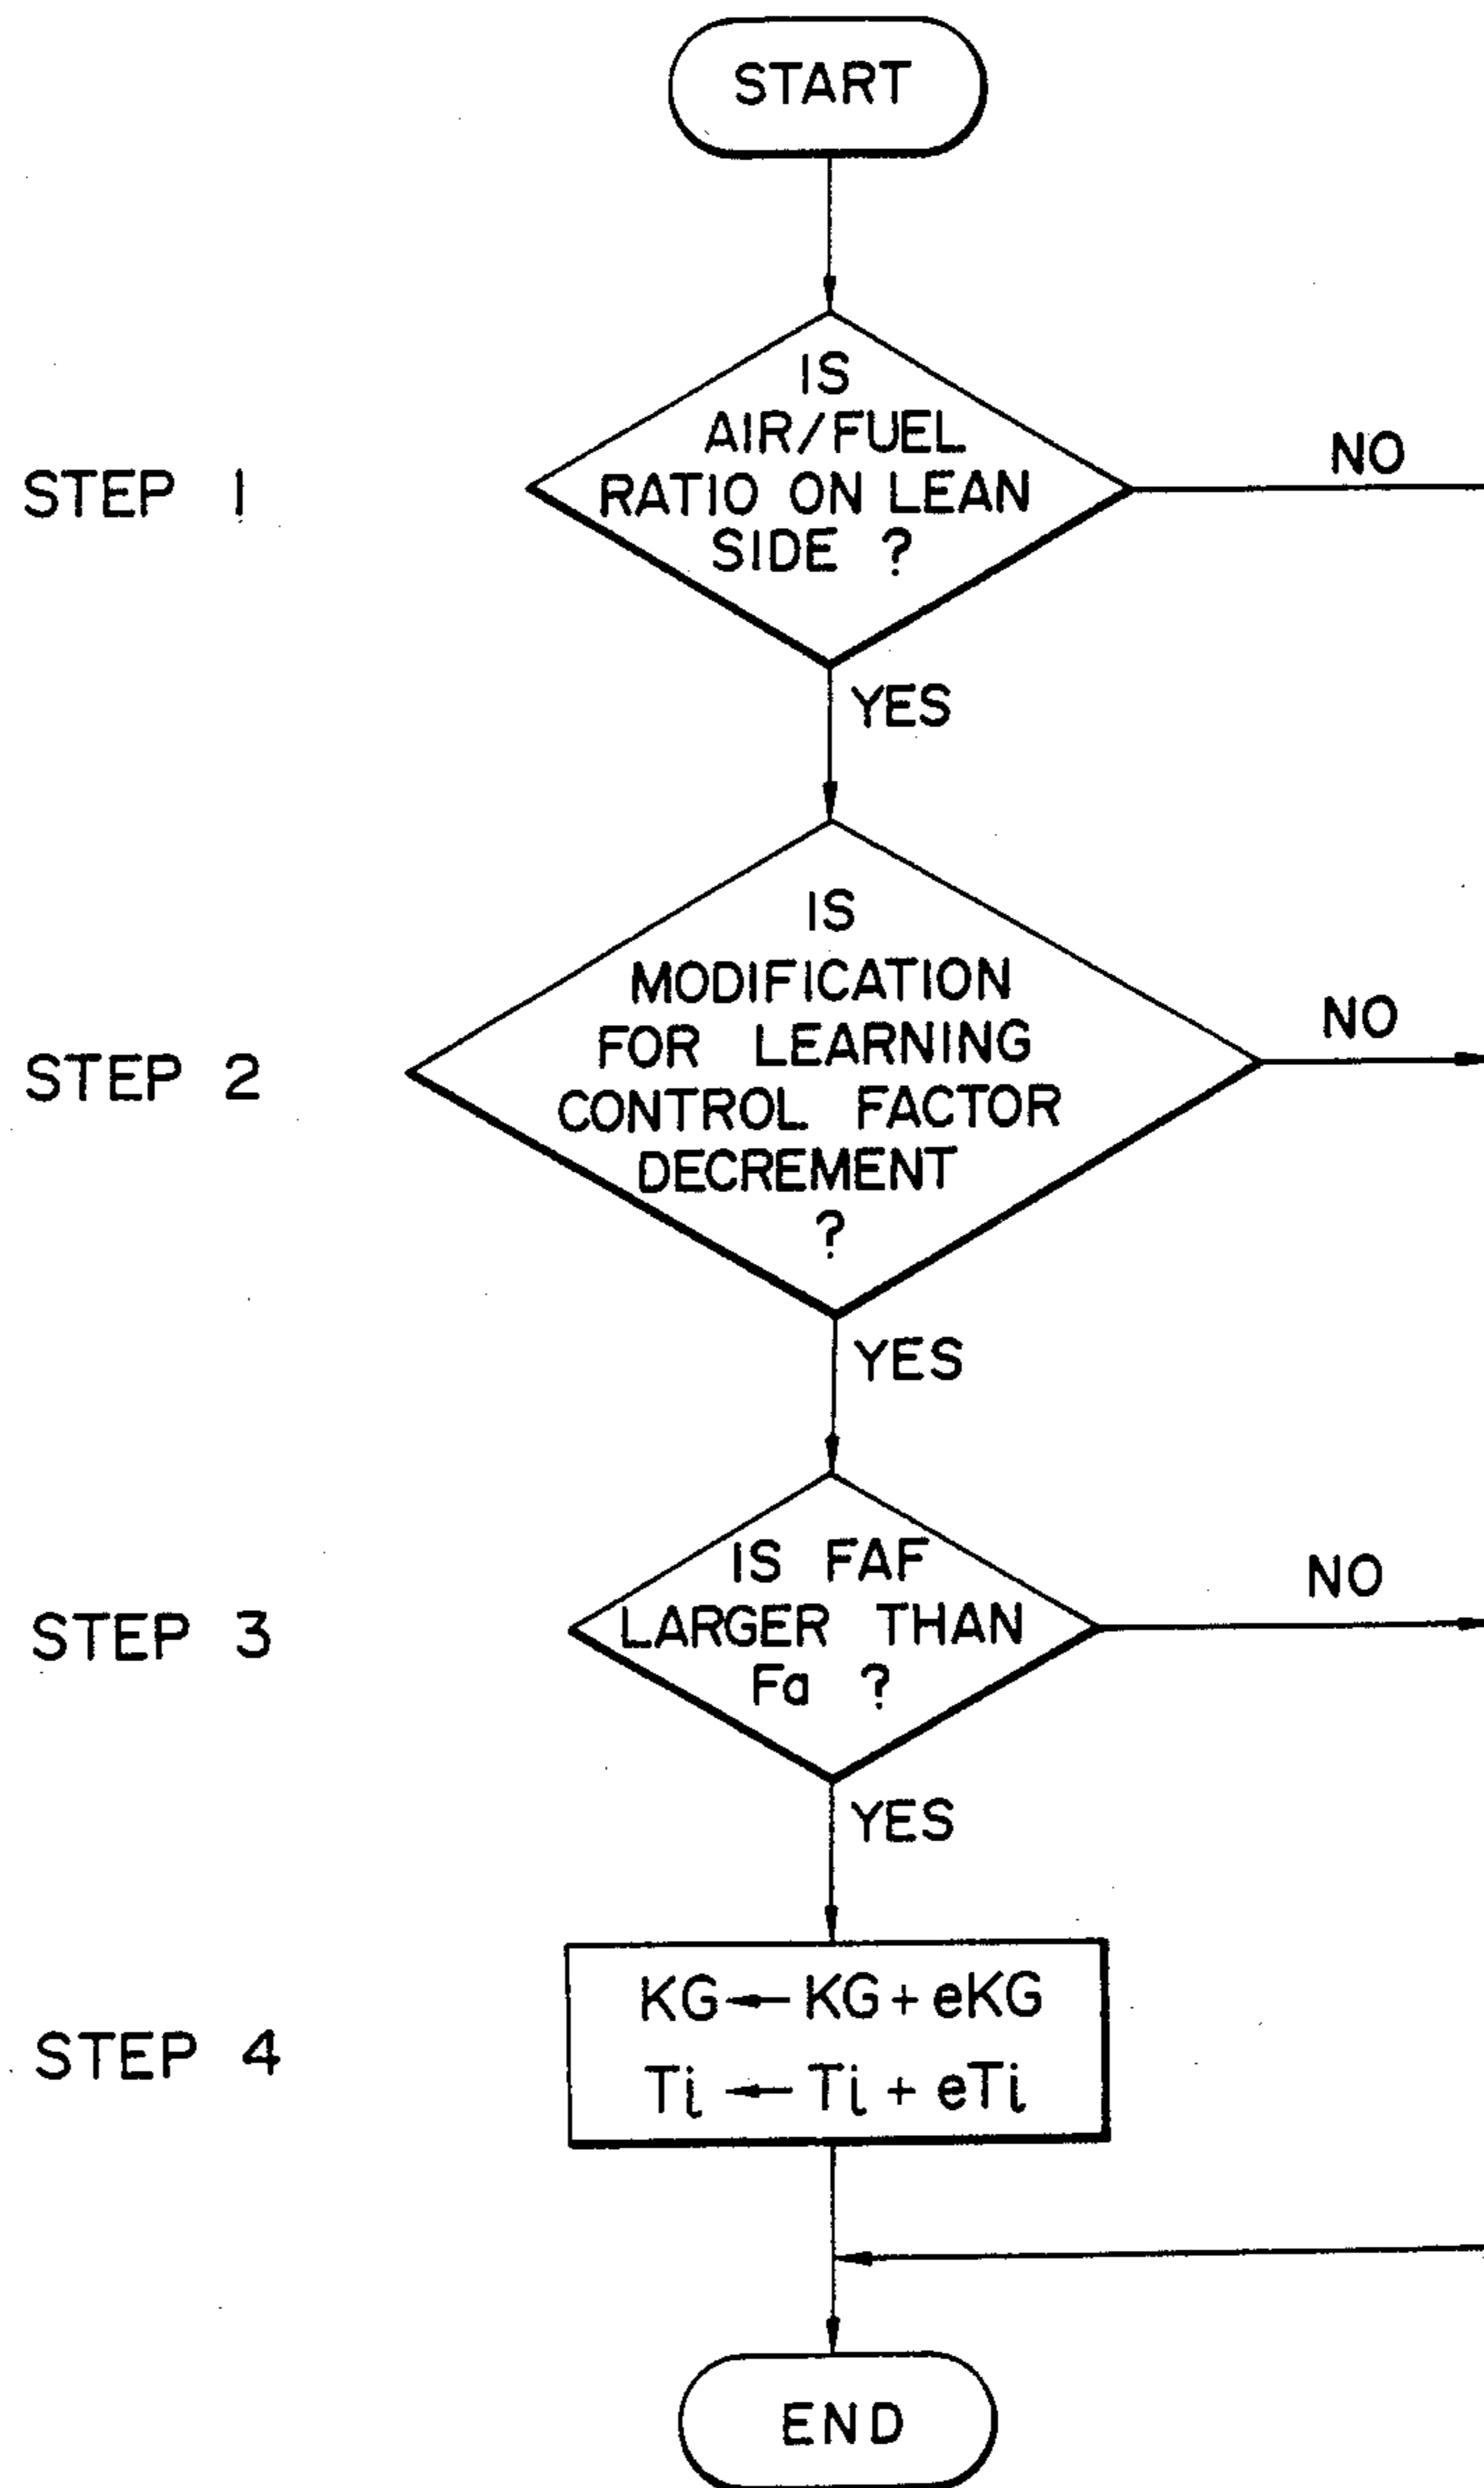 START
IS
AIR/FUEL
RATIO ON LEAN
SIDE ?
NO
STEP 1
YES
IS
MODIFICATION
FOR LEARNING
CONTROL FACTOR
DECREMENT
?
NO
STEP 2
YES
IS FAF
LARGER THAN
Fa ?
NO
STEP 3
YES
KG ← KG + eKG
Ti ← Ti + eTi
STEP 4
END